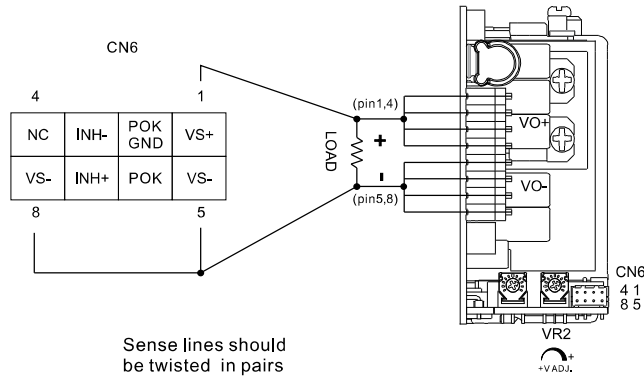 CN6
4 1
NC INH- POK GND VS+
VS- INH+ POK VS-
8 5
(pin1,4)
+
LOAD
-
(pin5,8)
VO+
VO-
CN6
4 1
8 5
VR2
+
+V ADJ.
Sense lines should
be twisted in pairs